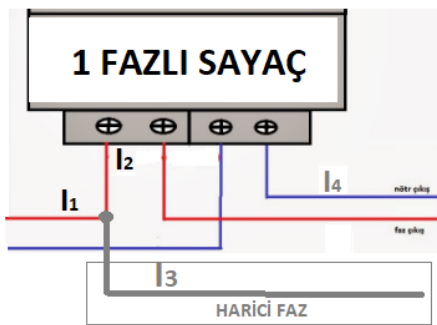 1 FAZLI SAYAÇ
I2
I1
I4
nötr çıkış
faz çıkış
I3
HARİCİ FAZ